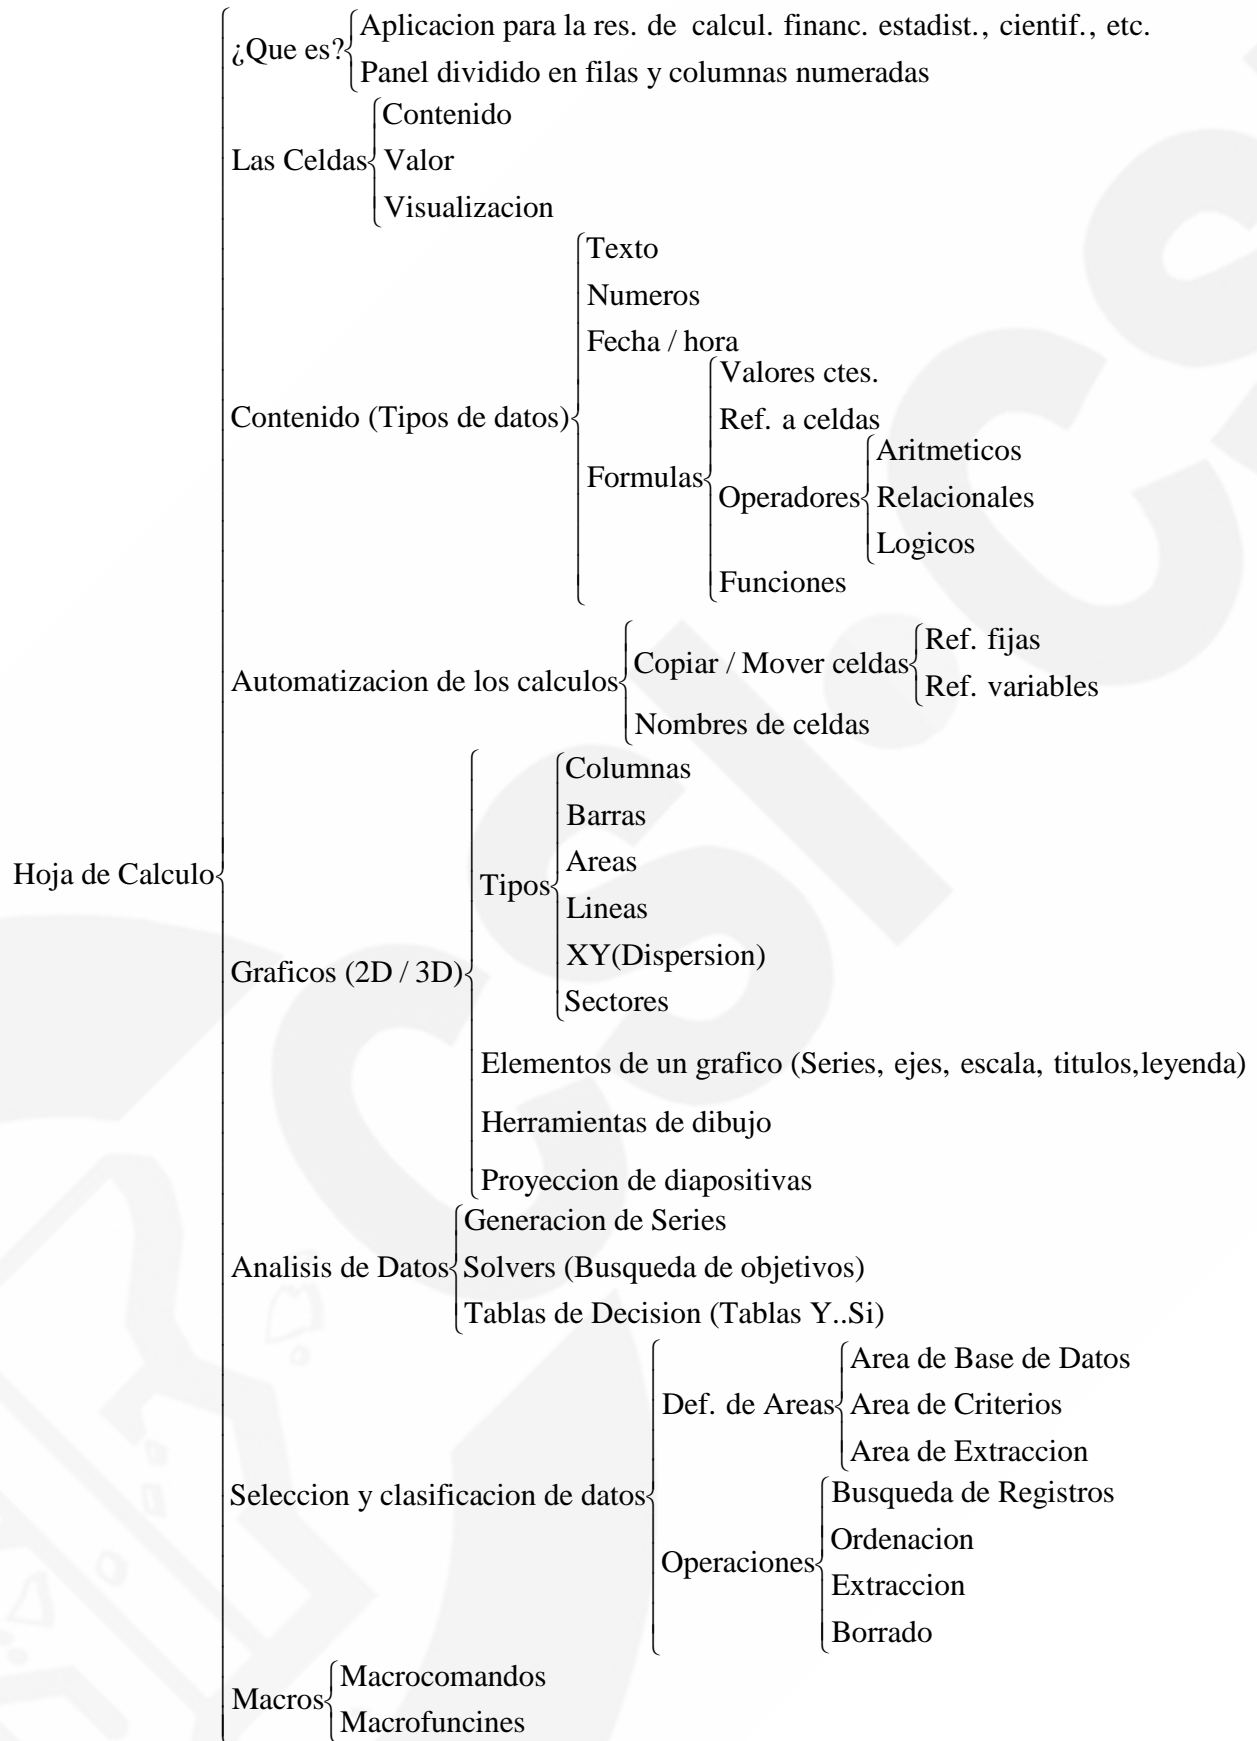 ¿Que es?
Aplicacion para la res. de calcul. financ. estadist., cientif., etc.
Panel dividido en filas y columnas numeradas
Las Celdas
Contenido
Valor
Visualizacion
Contenido (Tipos de datos)
Texto
Numeros
Fecha / hora
Formulas
Valores ctes.
Ref. a celdas
Operadores
Aritmeticos
Relacionales
Logicos
Funciones
Automatizacion de los calculos
Copiar / Mover celdas
Ref. fijas
Ref. variables
Nombres de celdas
Hoja de Calculo
Graficos (2D / 3D)
Tipos
Columnas
Barras
Areas
Lineas
XY(Dispersion)
Sectores
Elementos de un grafico (Series, ejes, escala, titulos,leyenda)
Herramientas de dibujo
Proyeccion de diapositivas
Analisis de Datos
Generacion de Series
Solvers (Busqueda de objetivos)
Tablas de Decision (Tablas Y..Si)
Seleccion y clasificacion de datos
Def. de Areas
Area de Base de Datos
Area de Criterios
Area de Extraccion
Operaciones
Busqueda de Registros
Ordenacion
Extraccion
Borrado
Macros
Macrocomandos
Macrofuncines